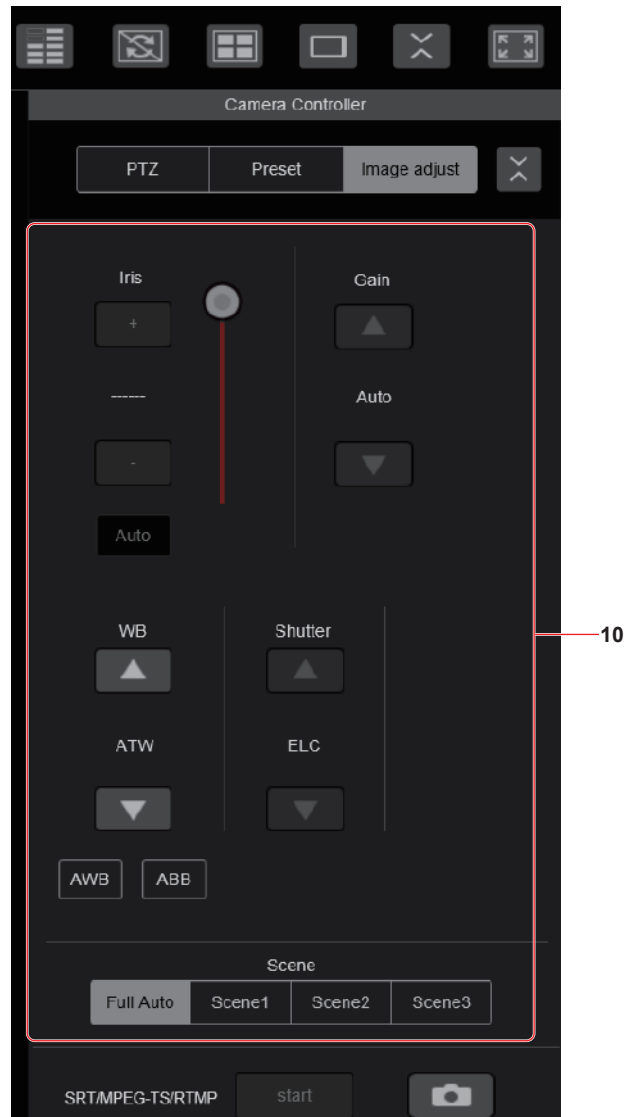 Camera Controller
PTZ Preset Image adjust
Iris Gain
+
------ Auto
-
Auto
WB Shutter
ATW ELC
AWB ABB
10
Scene
Full Auto Scene1 Scene2 Scene3
SRT/MPEG-TS/RTMP start